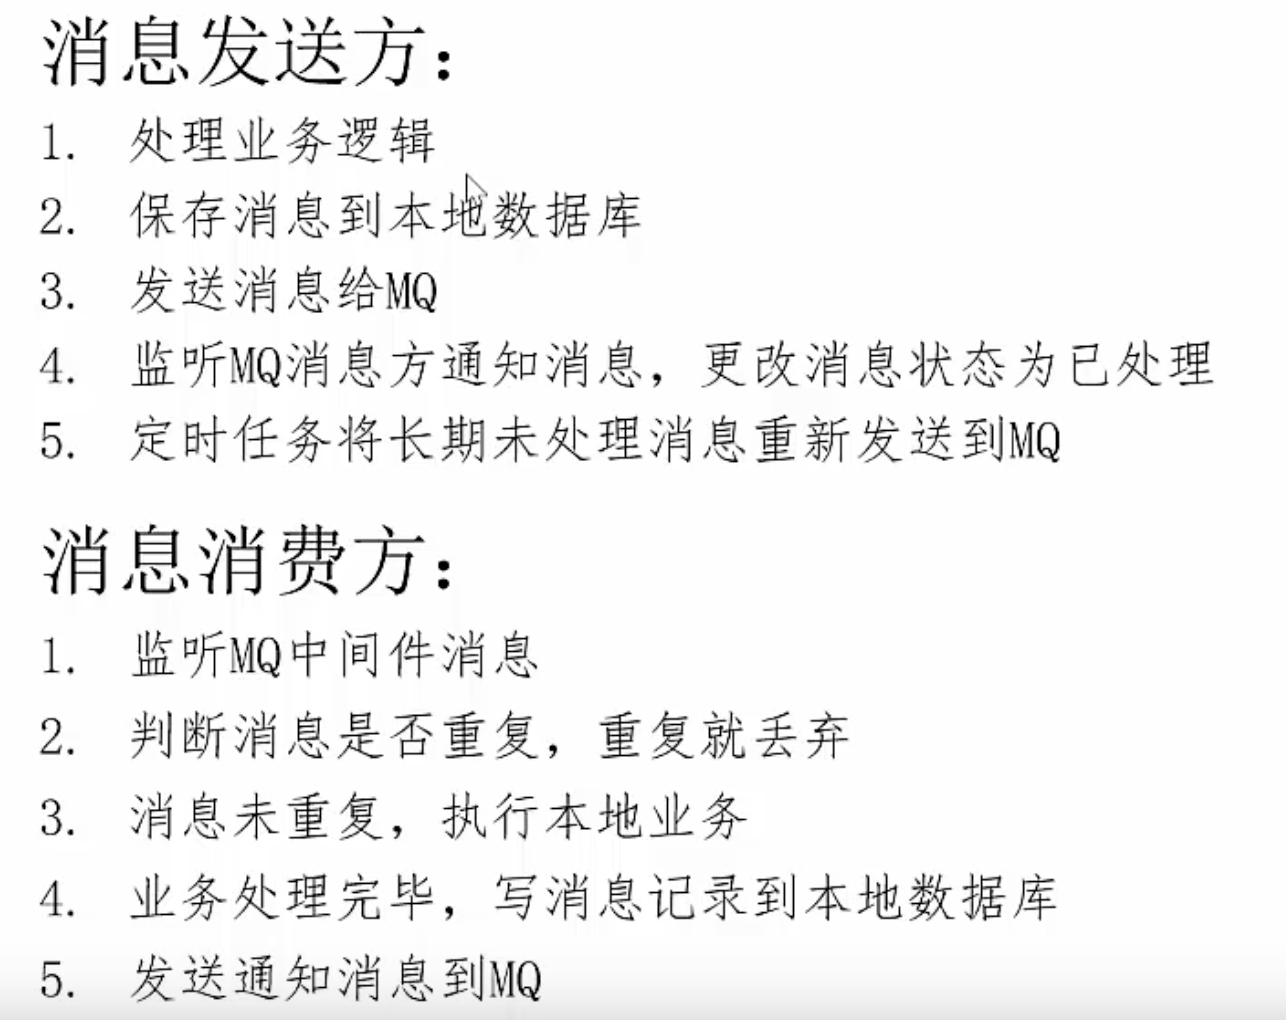 消息发送方：
1. 处理业务逻辑
2. 保存消息到本地数据库
3. 发送消息给MQ
4. 监听MQ消息方通知消息，更改消息状态为已处理
5. 定时任务将长期未处理消息重新发送到MQ
消息消费方：
1. 监听MQ中间件消息
2. 判断消息是否重复，重复就丢弃
3. 消息未重复，执行本地业务
4. 业务处理完毕，写消息记录到本地数据库
5. 发送通知消息到MQ